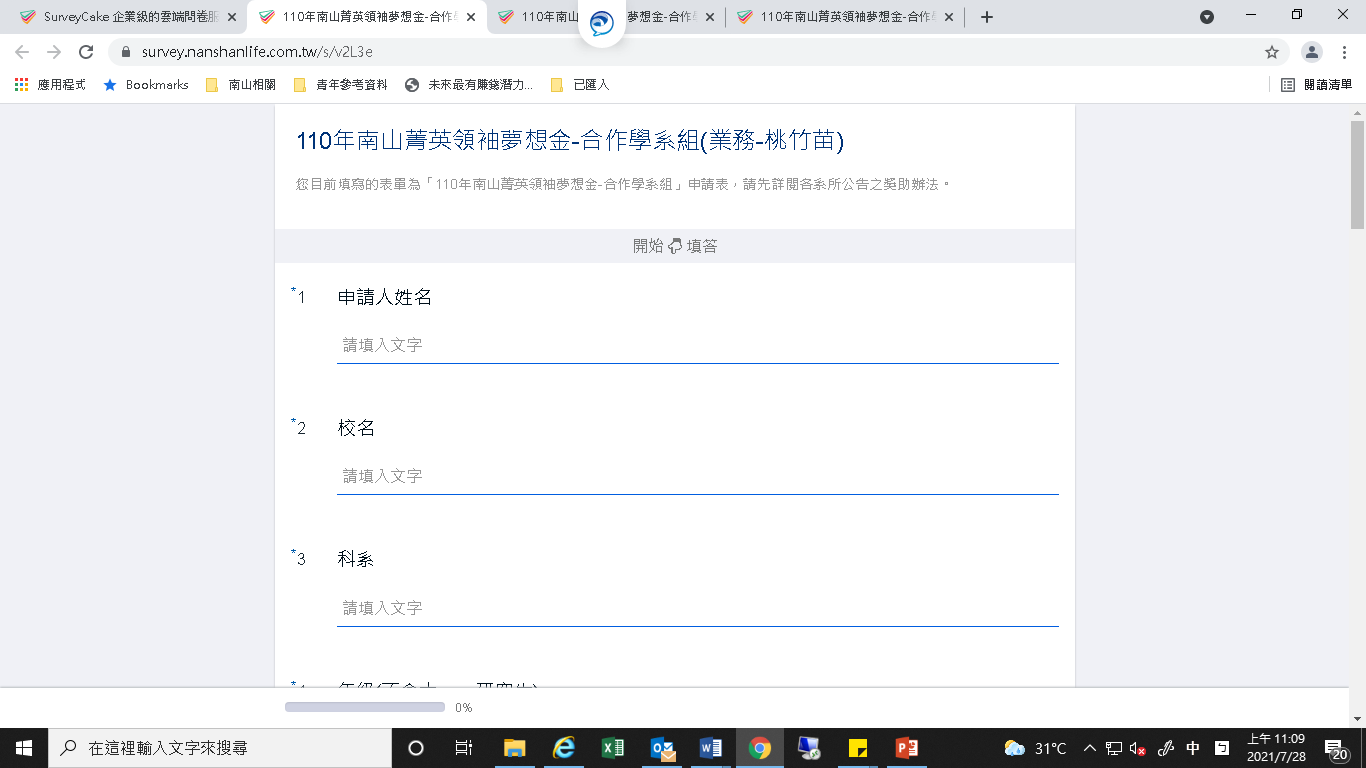 SurveyCake 企業級的雲端問卷服
110年南山菁英領袖夢想金-合作學
110年南山
夢想金-合作
110年南山菁英領袖夢想金-合作
survey.nanshanlife.com.tw/s/v2L3e
應用程式
Bookmarks
南山相關
青年參考資料
未來最有賺錢潛力...
已匯入
閱讀清單
110年南山菁英領袖夢想金-合作學系組(業務-桃竹苗)
您目前填寫的表單為「110年南山菁英領袖夢想金-合作學系組」申請表，請先詳閱各系所公告之獎助辦法。
開始 填答
*1 申請人姓名
請填入文字
*2 校名
請填入文字
*3 科系
請填入文字
0%
在這裡輸入文字來搜尋
31°C
中
上午 11:09
2021/7/28
20